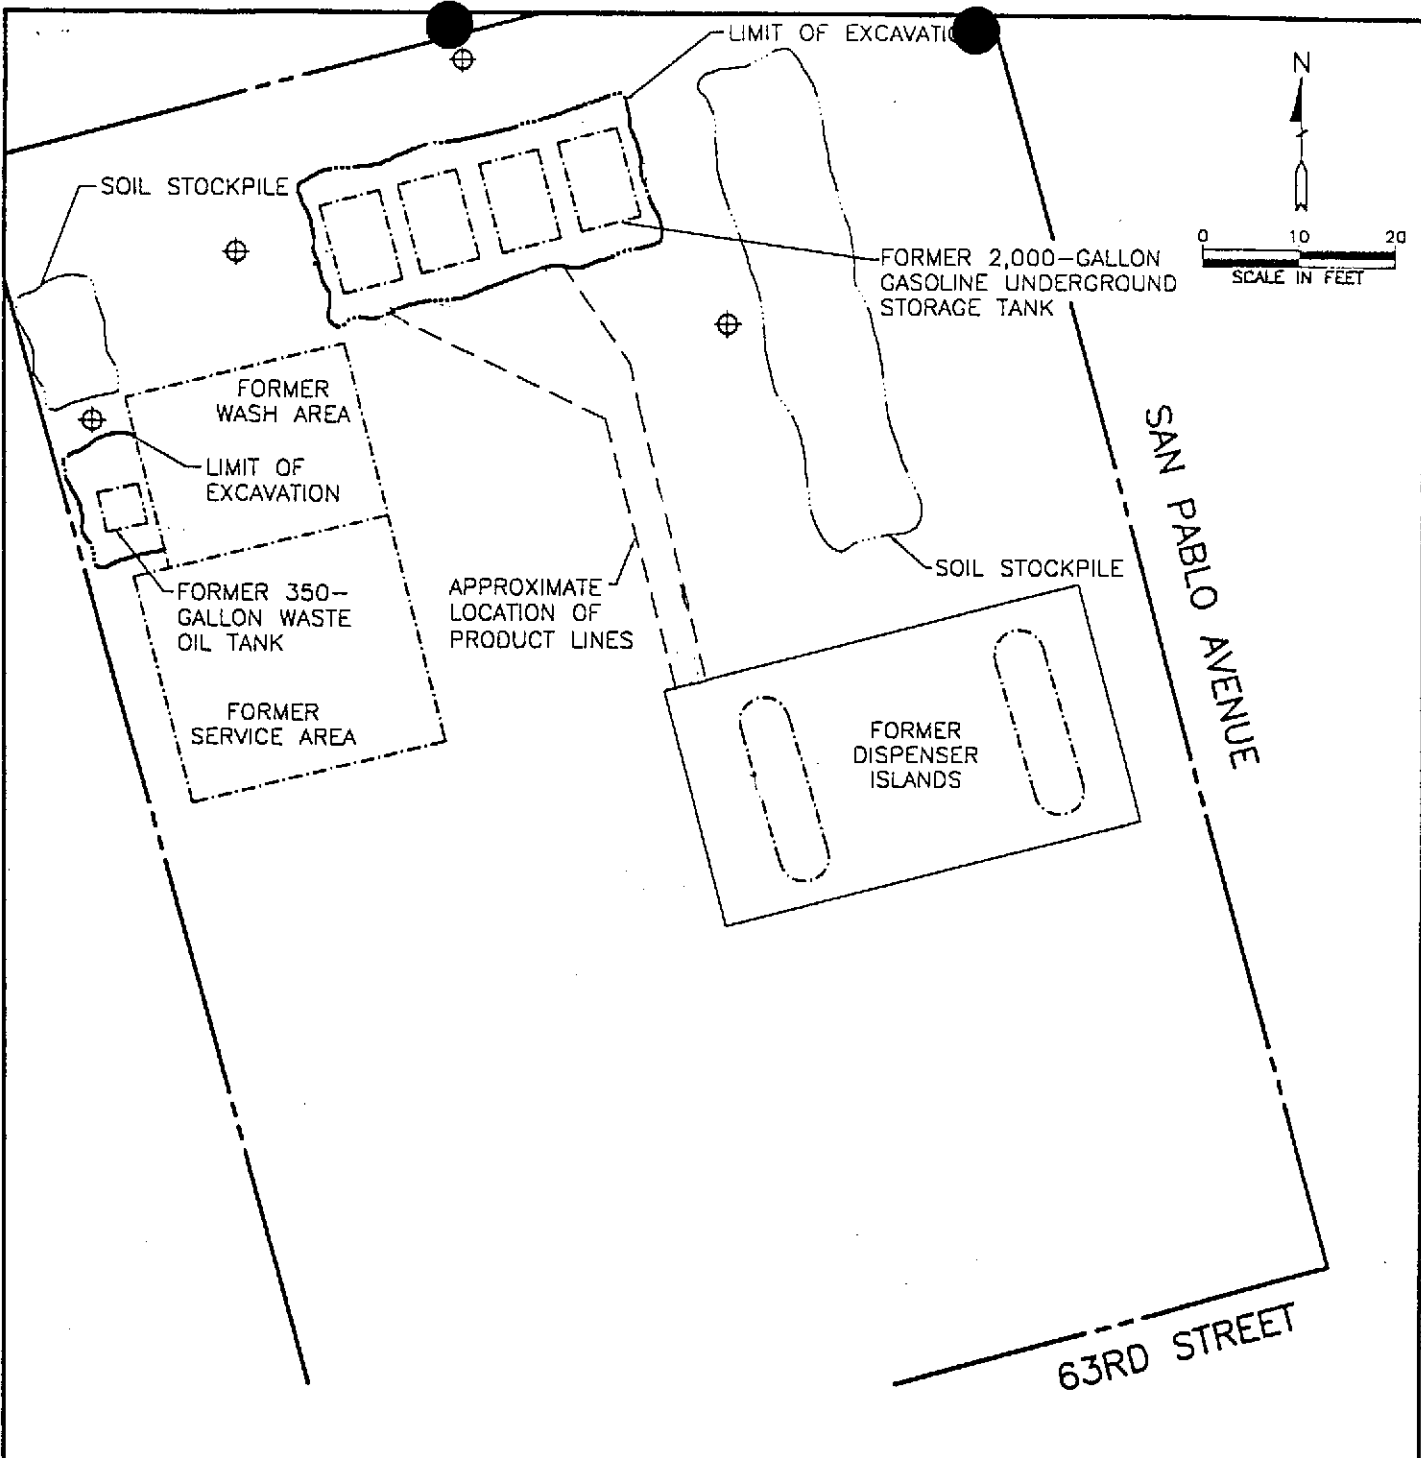 LIMIT OF EXCAVATIO
N
SOIL STOCKPILE
0 10 20
SCALE IN FEET
FORMER 2,000-GALLON
GASOLINE UNDERGROUND
STORAGE TANK
FORMER
WASH AREA
LIMIT OF
EXCAVATION
SAN PABLO AVENUE
SOIL STOCKPILE
FORMER 350-
GALLON WASTE
OIL TANK
APPROXIMATE
LOCATION OF
PRODUCT LINES
FORMER
SERVICE AREA
FORMER
DISPENSER
ISLANDS
63RD STREET